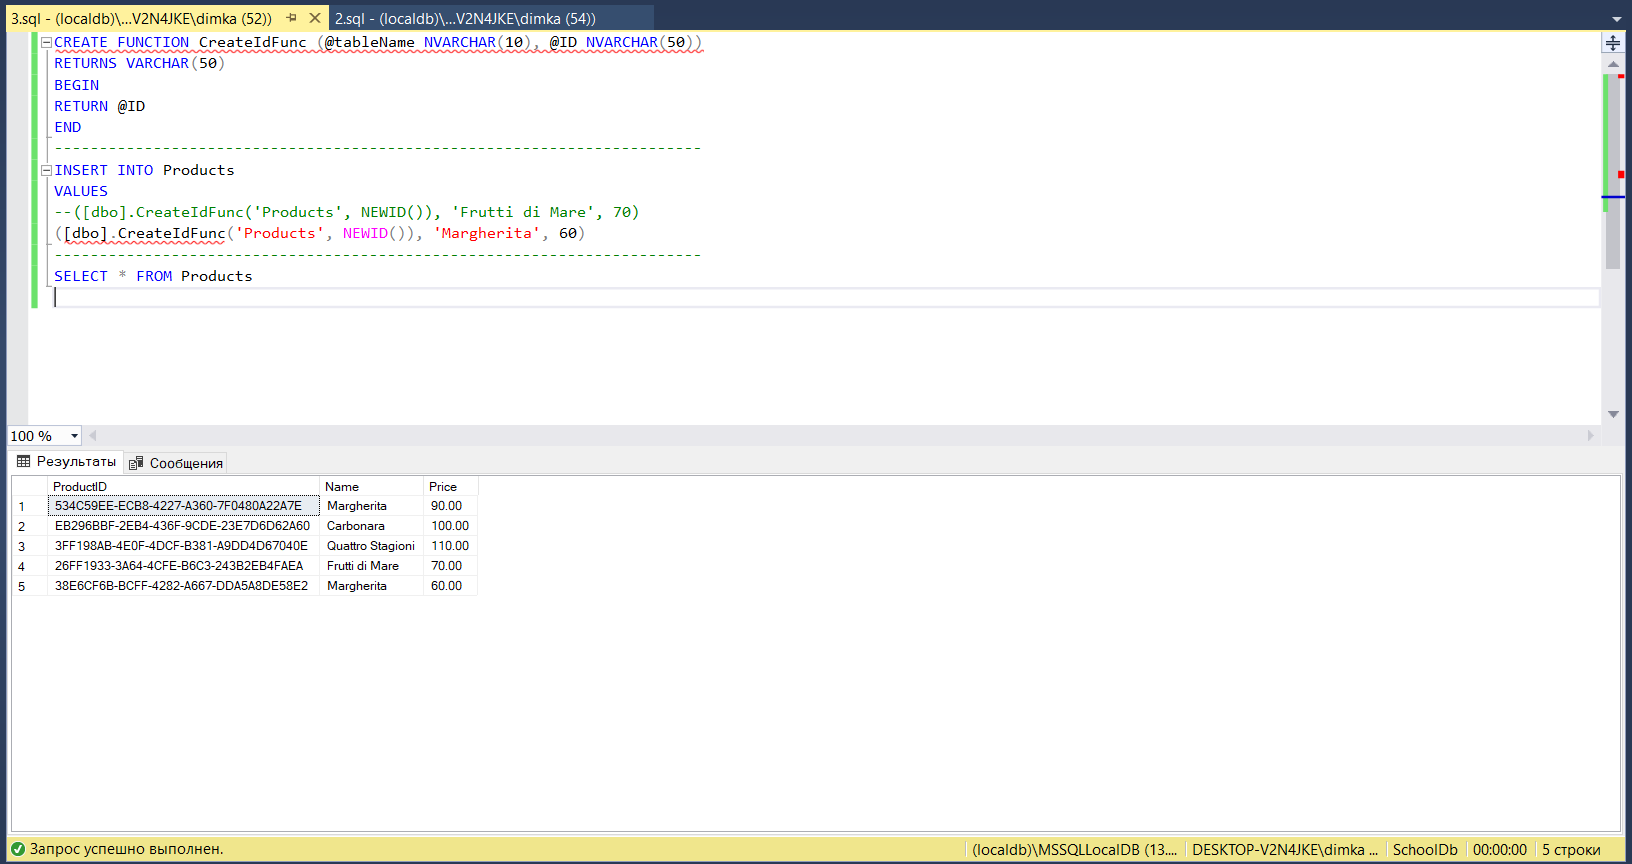 3.sql - (localdb)\...V2N4JKE\dimka (52)) 2.sql - (localdb)\...V2N4JKE\dimka (54))
CREATE FUNCTION CreateIdFunc (@tableName NVARCHAR(10), @ID NVARCHAR(50))
RETURNS VARCHAR(50)
BEGIN
RETURN @ID
END
------------------------------------------------------------------------
INSERT INTO Products
VALUES
--([dbo].CreateIdFunc('Products', NEWID()), 'Frutti di Mare', 70)
([dbo].CreateIdFunc('Products', NEWID()), 'Margherita', 60)
------------------------------------------------------------------------
SELECT * FROM Products
100 %
Результаты Сообщения
ProductID Name Price
1 534C59EE-ECB8-4227-A360-7F0480A22A7E Margherita 90.00
2 EB296BBF-2EB4-436F-9CDE-23E7D6D62A60 Carbonara 100.00
3 3FF198AB-4E0F-4DCF-B381-A9DD4D67040E Quattro Stagioni 110.00
4 26FF1933-3A64-4CFE-B6C3-243B2EB4FAEA Frutti di Mare 70.00
5 38E6CF6B-BCFF-4282-A667-DDA5A8DE58E2 Margherita 60.00
Запрос успешно выполнен. (localdb)\MSSQLLocalDB (13.... DESKTOP-V2N4JKE\dimka ... SchoolDb 00:00:00 5 строки